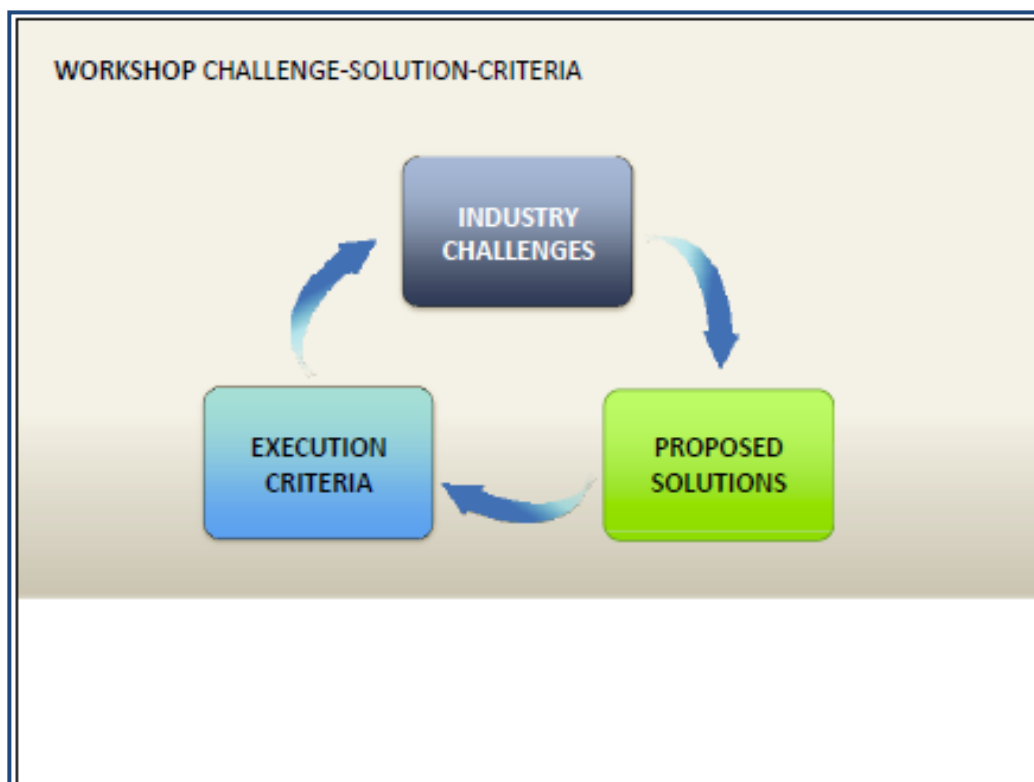 WORKSHOP CHALLENGE-SOLUTION-CRITERIA
INDUSTRY
CHALLENGES
EXECUTION
CRITERIA
PROPOSED
SOLUTIONS